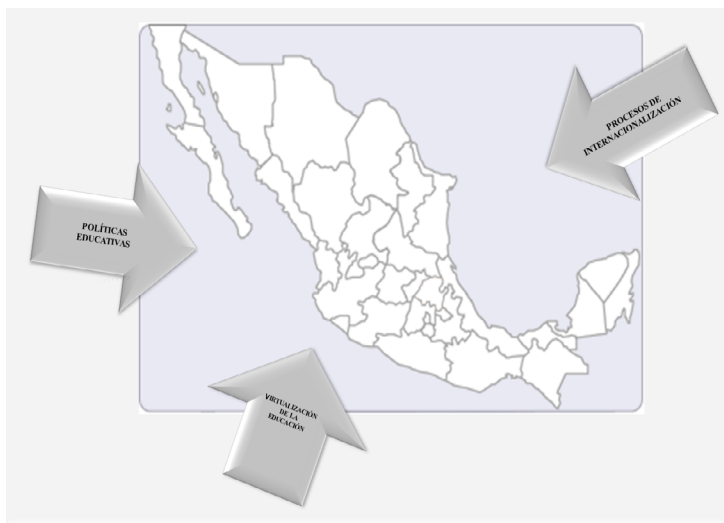 PROCESOS DE
INTERNACIONALIZACIÓN
POLÍTICAS
EDUCATIVAS
VIRTUALIZACIÓN
DE LA
EDUCACIÓN